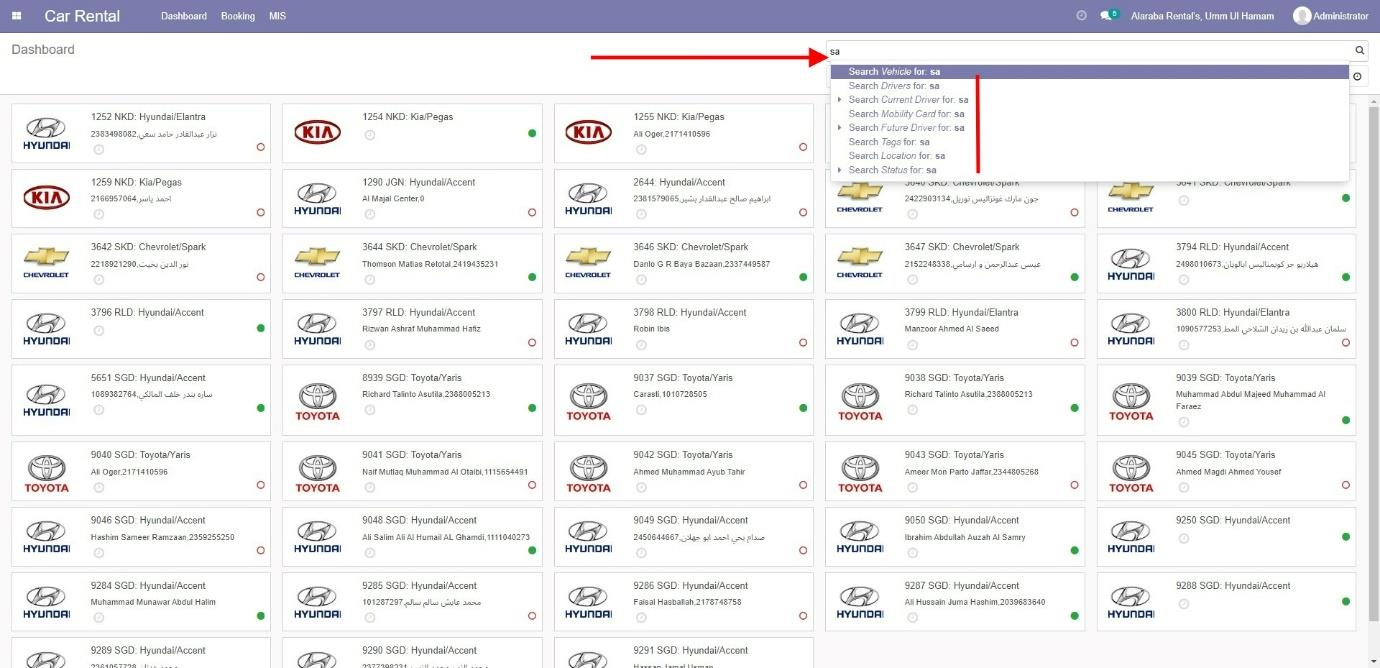 Car Rental
Dashboard Booking MIS
6
Alaraba Rental's, Umm Ul Hamam
Administrator
Dashboard
sa
Search Vehicle for: sa
Search Drivers for: sa
Search Current Driver for: sa
Search Mobility Card for: sa
Search Future Driver for: sa
Search Tags for: sa
Search Location for: sa
Search Status for: sa
HYUNDAI
1252 NKD: Hyundai/Elantra
نزار عبدالقادر حامد سعي,2383498082
KIA
1254 NKD: Kia/Pegas
KIA
1255 NKD: Kia/Pegas
Ali Oger,2171410596
KIA
1259 NKD: Kia/Pegas
احمد ياسر,2166957064
HYUNDAI
1290 JGN: Hyundai/Accent
Al Majal Center,0
HYUNDAI
2644: Hyundai/Accent
ابراهيم صالح عبدالقدار بشير,2381579065
CHEVROLET
3640 SKD: Chevrolet/Spark
جون مارك غونزاليس توريل,2422903134
CHEVROLET
3641 SKD: Chevrolet/Spark
CHEVROLET
3642 SKD: Chevrolet/Spark
نور الدين بخيت,2218921290
CHEVROLET
3644 SKD: Chevrolet/Spark
Thomson Matias Retotal,2419435231
CHEVROLET
3646 SKD: Chevrolet/Spark
Danlo G R Baya Bazaan,2337449587
CHEVROLET
3647 SKD: Chevrolet/Spark
عيسى عبدالرحمن و ارسامي,2152248338
HYUNDAI
3794 RLD: Hyundai/Accent
هيلاريو جر كويمناليس ابالويان,2498010673
HYUNDAI
3796 RLD: Hyundai/Accent
HYUNDAI
3797 RLD: Hyundai/Accent
Rizwan Ashraf Muhammad Hafiz
HYUNDAI
3798 RLD: Hyundai/Accent
Robin Ibis
HYUNDAI
3799 RLD: Hyundai/Elantra
Manzoor Ahmed Al Saeed
HYUNDAI
3800 RLD: Hyundai/Elantra
سلمان عبدالله بن زيدان الشلاحي المط,1090577253
HYUNDAI
5651 SGD: Hyundai/Accent
ساره بندر خلف المالكي,1089382764
TOYOTA
8939 SGD: Toyota/Yaris
Richard Talinto Asutila,2388005213
TOYOTA
9037 SGD: Toyota/Yaris
Carasti,1010728505
TOYOTA
9038 SGD: Toyota/Yaris
Richard Talinto Asutila,2388005213
TOYOTA
9039 SGD: Toyota/Yaris
Muhammad Abdul Majeed Muhammad Al
Faraez
TOYOTA
9040 SGD: Toyota/Yaris
Ali Oger,2171410596
TOYOTA
9041 SGD: Toyota/Yaris
Naif Mutlaq Muhammad Al Otaibi,1115654491
TOYOTA
9042 SGD: Toyota/Yaris
Ahmed Muhammad Ayub Tahir
TOYOTA
9043 SGD: Toyota/Yaris
Ameer Mon Parto Jaffar,2344805268
TOYOTA
9045 SGD: Toyota/Yaris
Ahmed Magdi Ahmed Yousef
HYUNDAI
9046 SGD: Hyundai/Accent
Hashim Sameer Ramzaan,2359255250
HYUNDAI
9048 SGD: Hyundai/Accent
Ali Salim Ali Al Humail AL Ghamdi,1111040273
HYUNDAI
9049 SGD: Hyundai/Accent
صدام يحي احمد ابو جهلان,2450644667
HYUNDAI
9050 SGD: Hyundai/Accent
Ibrahim Abdullah Auzah Al Samry
HYUNDAI
9250 SGD: Hyundai/Accent
HYUNDAI
9284 SGD: Hyundai/Accent
Muhammad Munawar Abdul Halim
HYUNDAI
9285 SGD: Hyundai/Accent
محمد عايش سالم سالم,101287297
HYUNDAI
9286 SGD: Hyundai/Accent
Faisal Hasballah,2178748758
HYUNDAI
9287 SGD: Hyundai/Accent
Ali Hussain Juma Hashim,2039683640
HYUNDAI
9288 SGD: Hyundai/Accent
9289 SGD: Hyundai/Accent
9290 SGD: Hyundai/Accent
9291 SGD: Hyundai/Accent
Hassan Jamal Usman